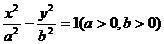 x²/a² − y²/b² = 1(a > 0, b > 0)